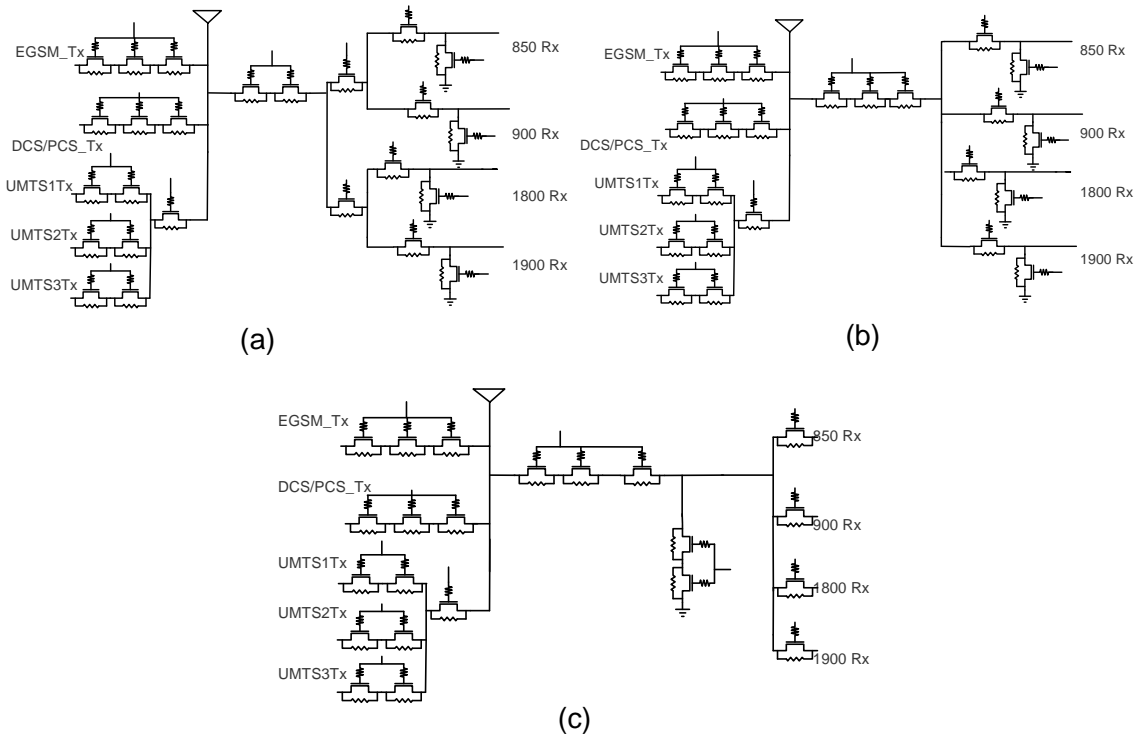 EGSM_Tx
DCS/PCS_Tx
UMTS1Tx
UMTS2Tx
UMTS3Tx
850 Rx
900 Rx
1800 Rx
1900 Rx
(a)
EGSM_Tx
DCS/PCS_Tx
UMTS1Tx
UMTS2Tx
UMTS3Tx
850 Rx
900 Rx
1800 Rx
1900 Rx
(b)
EGSM_Tx
DCS/PCS_Tx
UMTS1Tx
UMTS2Tx
UMTS3Tx
850 Rx
900 Rx
1800 Rx
1900 Rx
(c)